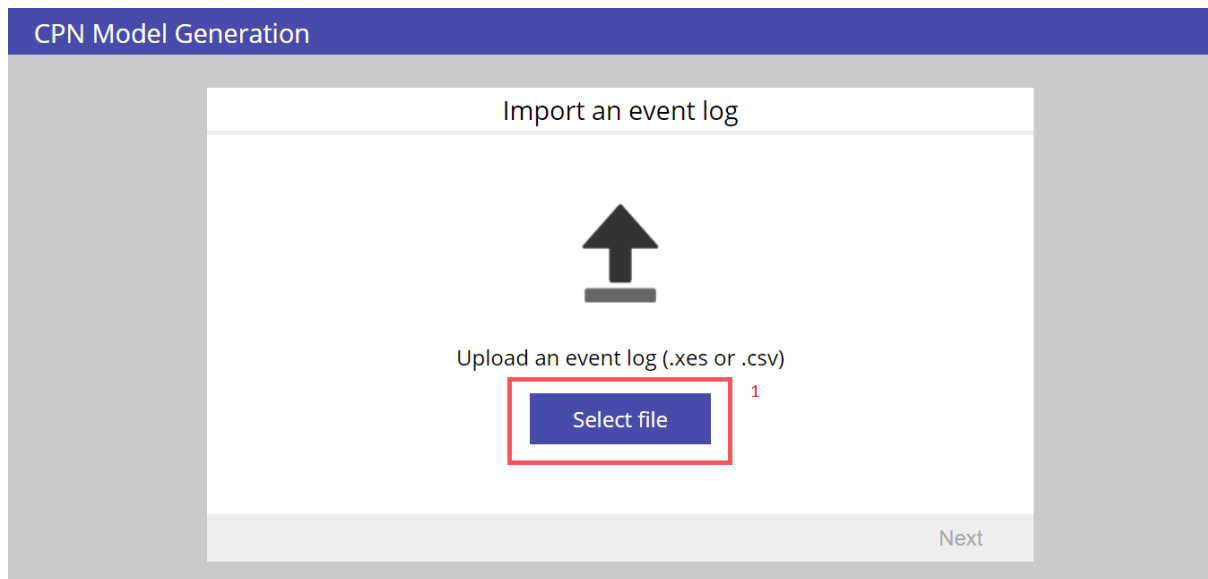 CPN Model Generation
Import an event log
Upload an event log (.xes or .csv)
1
Select file
Next